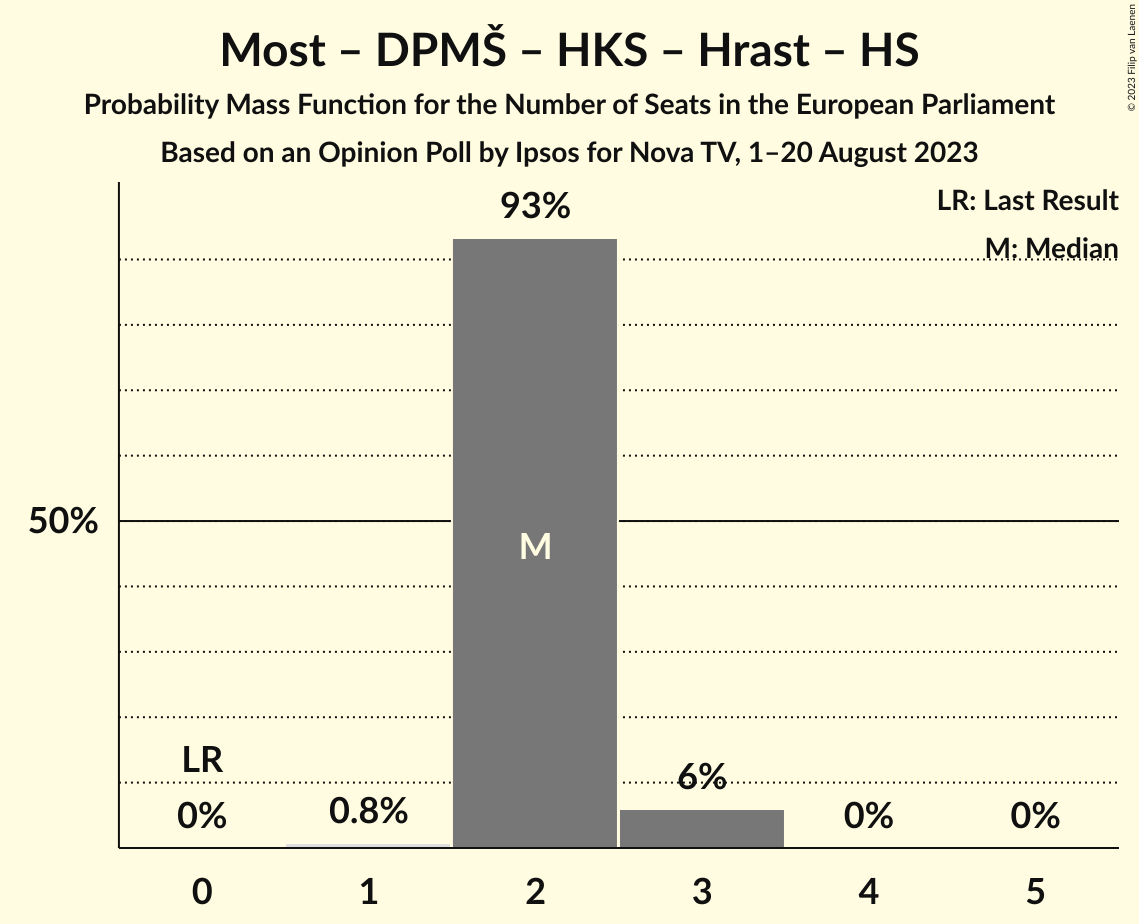 Most – DPMŠ – HKS – Hrast – HS
Probability Mass Function for the Number of Seats in the European Parliament
Based on an Opinion Poll by Ipsos for Nova TV, 1–20 August 2023
© 2023 Filip van Laenen
LR: Last Result
M: Median
93%
50%
M
LR
0%
0.8%
6%
0%
0%
0
1
2
3
4
5